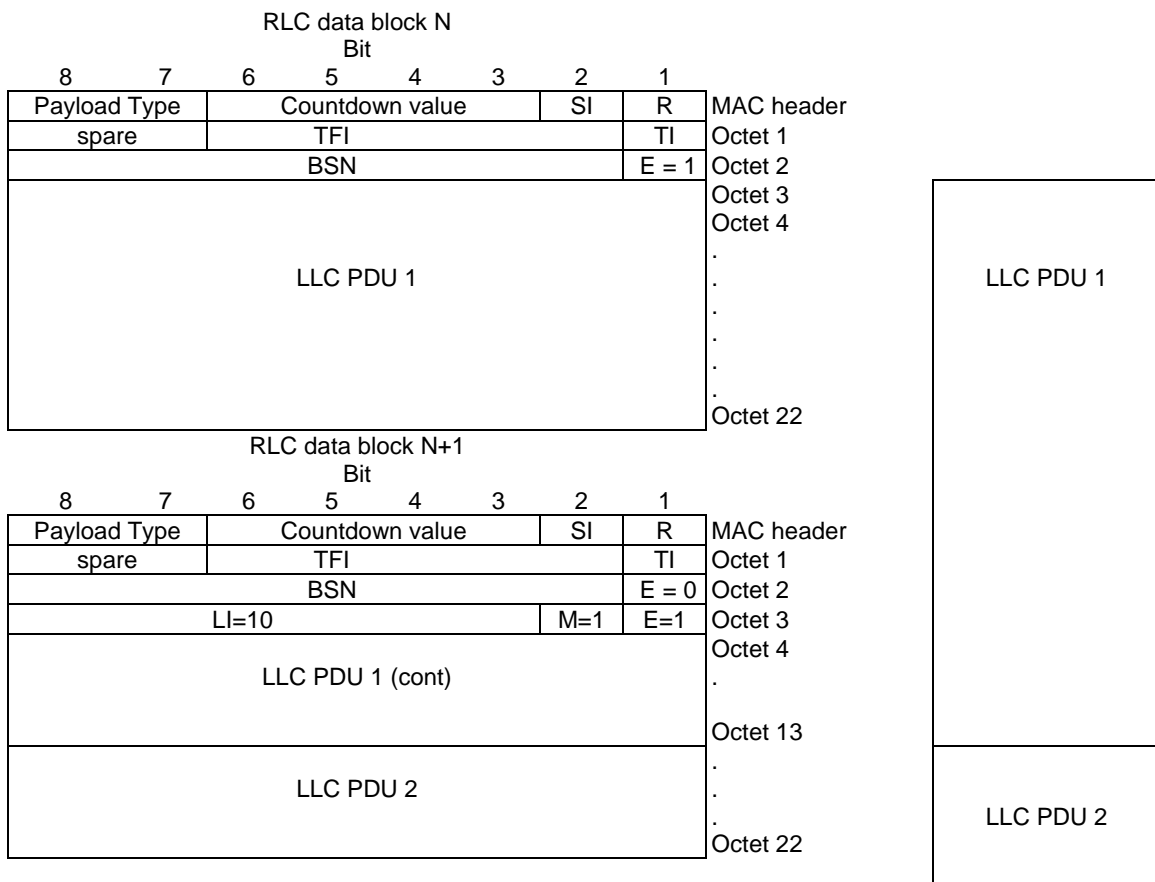 RLC data block N
Bit
8 7 6 5 4 3 2 1
Payload Type Countdown value SI R MAC header
spare TFI TI Octet 1
BSN E = 1 Octet 2
Octet 3
Octet 4
.
LLC PDU 1 . LLC PDU 1
.
.
.
.
Octet 22
RLC data block N+1
Bit
8 7 6 5 4 3 2 1
Payload Type Countdown value SI R MAC header
spare TFI TI Octet 1
BSN E = 0 Octet 2
LI=10 M=1 E=1 Octet 3
Octet 4
LLC PDU 1 (cont) .
Octet 13
.
LLC PDU 2 .
. LLC PDU 2
Octet 22